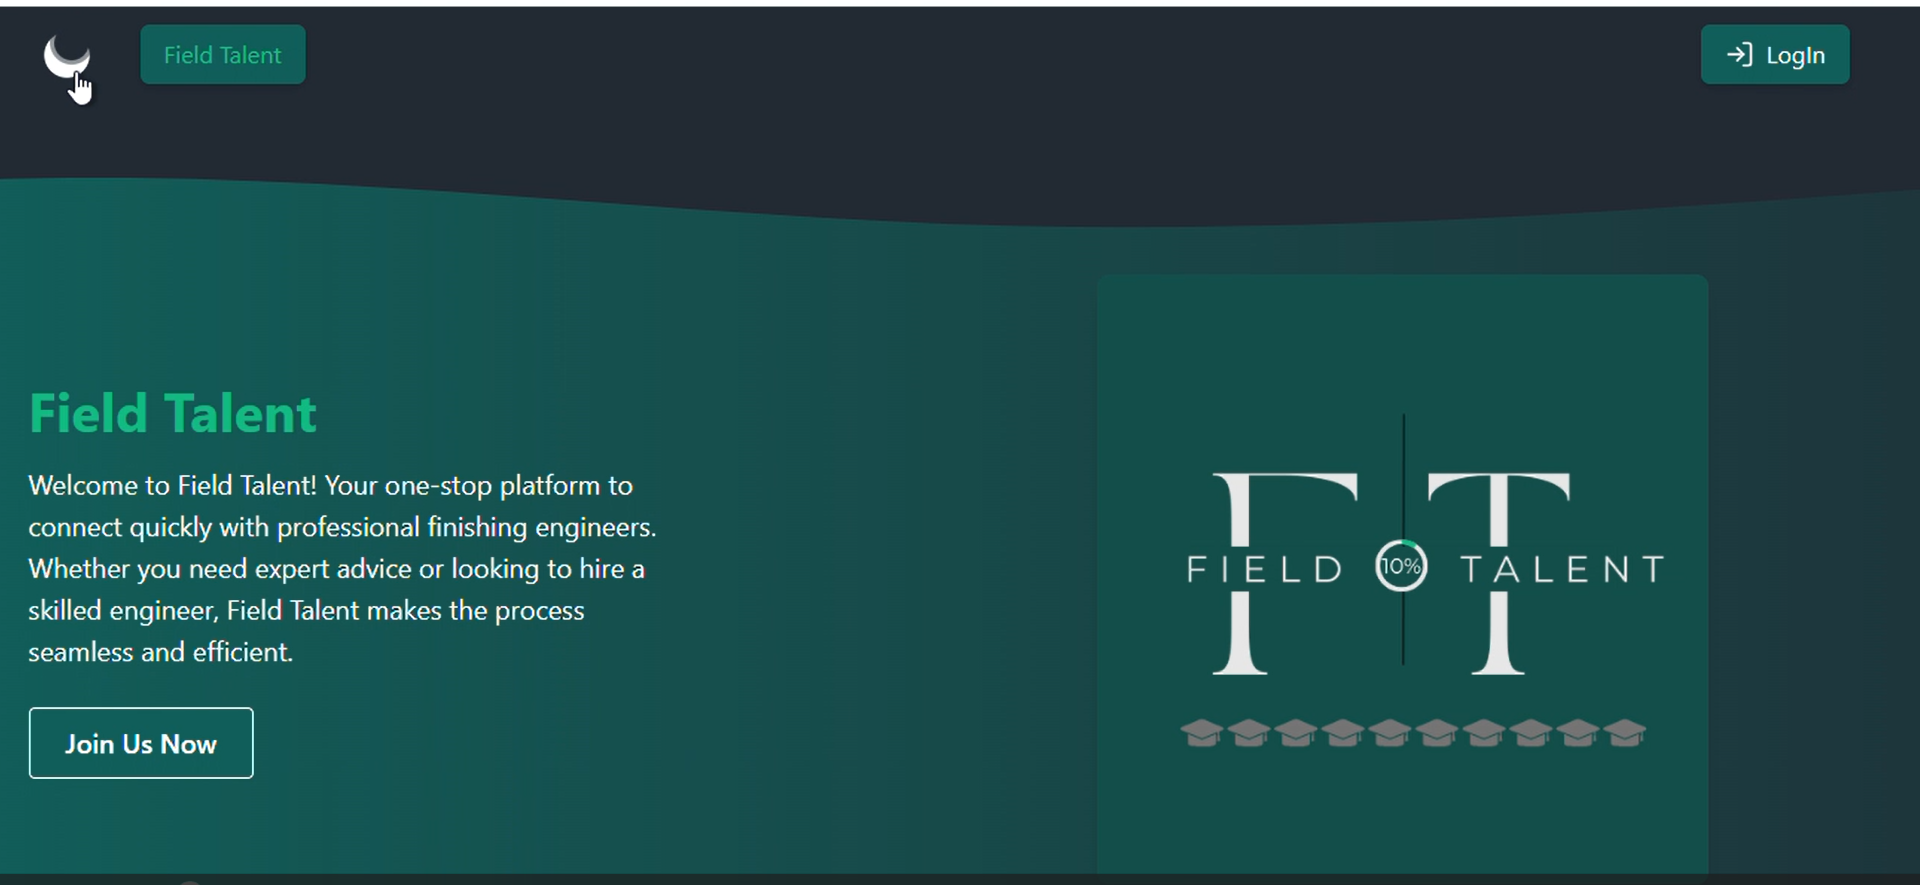 Field Talent
LogIn
Field Talent
Welcome to Field Talent! Your one-stop platform to
connect quickly with professional finishing engineers.
Whether you need expert advice or looking to hire a
skilled engineer, Field Talent makes the process
seamless and efficient.
Join Us Now
F T
FIELD 10% TALENT